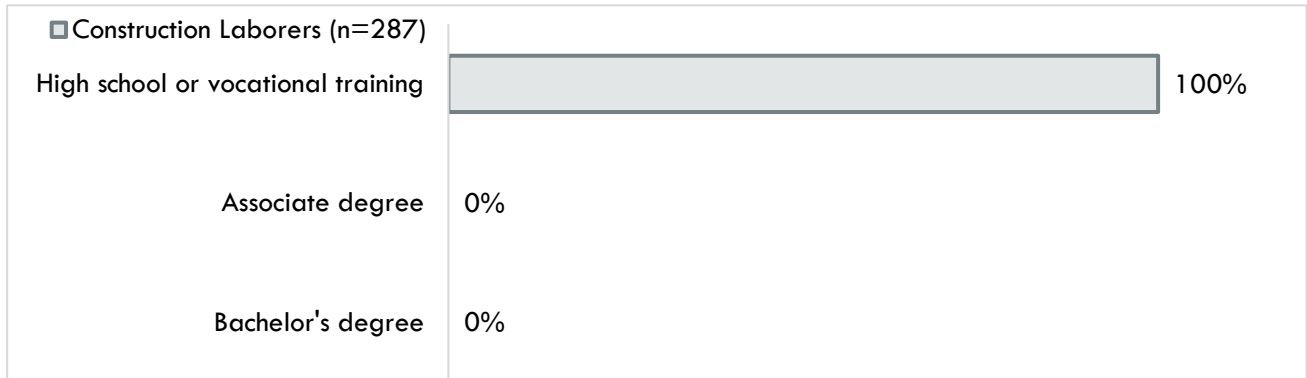 Construction Laborers (n=287)
High school or vocational training 100%
Associate degree 0%
Bachelor's degree 0%